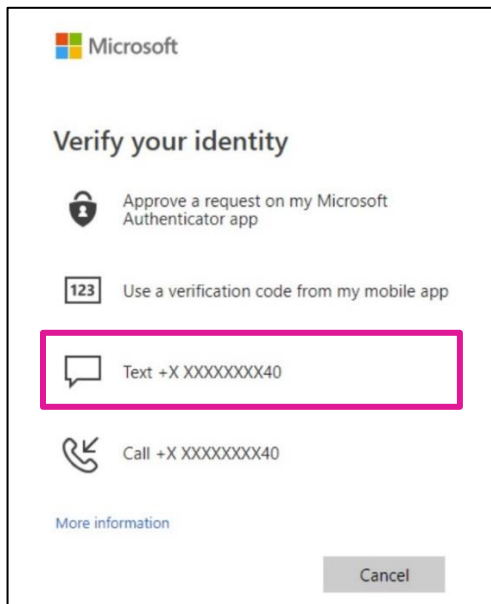 Microsoft
Verify your identity
Approve a request on my Microsoft
Authenticator app
123
Use a verification code from my mobile app
Text +X XXXXXXXX40
Call +X XXXXXXXX40
More information
Cancel